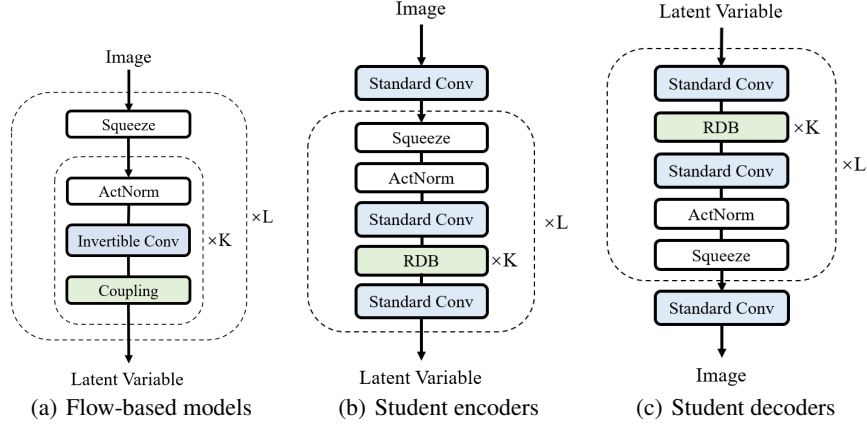 Image
Squeeze
ActNorm
Invertible Conv
×K
Coupling
×L
Latent Variable
(a) Flow-based models
Image
Standard Conv
Squeeze
ActNorm
Standard Conv
×L
RDB
×K
Standard Conv
Latent Variable
(b) Student encoders
Latent Variable
Standard Conv
RDB
×K
Standard Conv
×L
ActNorm
Squeeze
Standard Conv
Image
(c) Student decoders